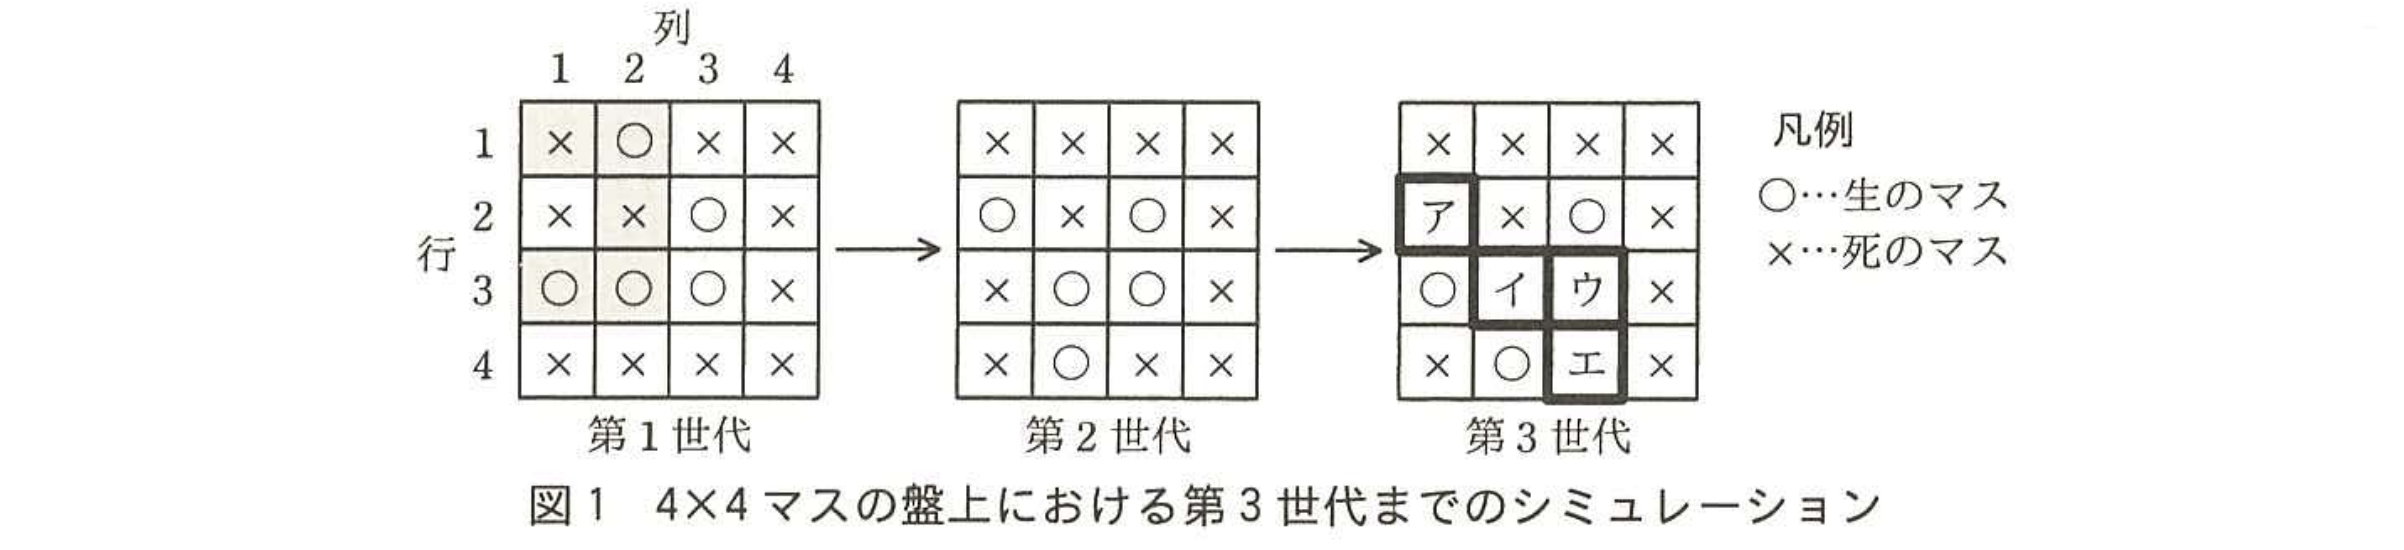 列
1 2 3 4
1 × ○ × × × × × × × × × × 凡例
2 × × ○ × ○ × ○ × ア × ○ × ○…生のマス
行 ×…死のマス
3 ○ ○ ○ × × ○ ○ × ○ イ ウ ×
4 × × × × × ○ × × × ○ エ ×
第1世代 第2世代 第3世代
図1 4×4マスの盤上における第3世代までのシミュレーション